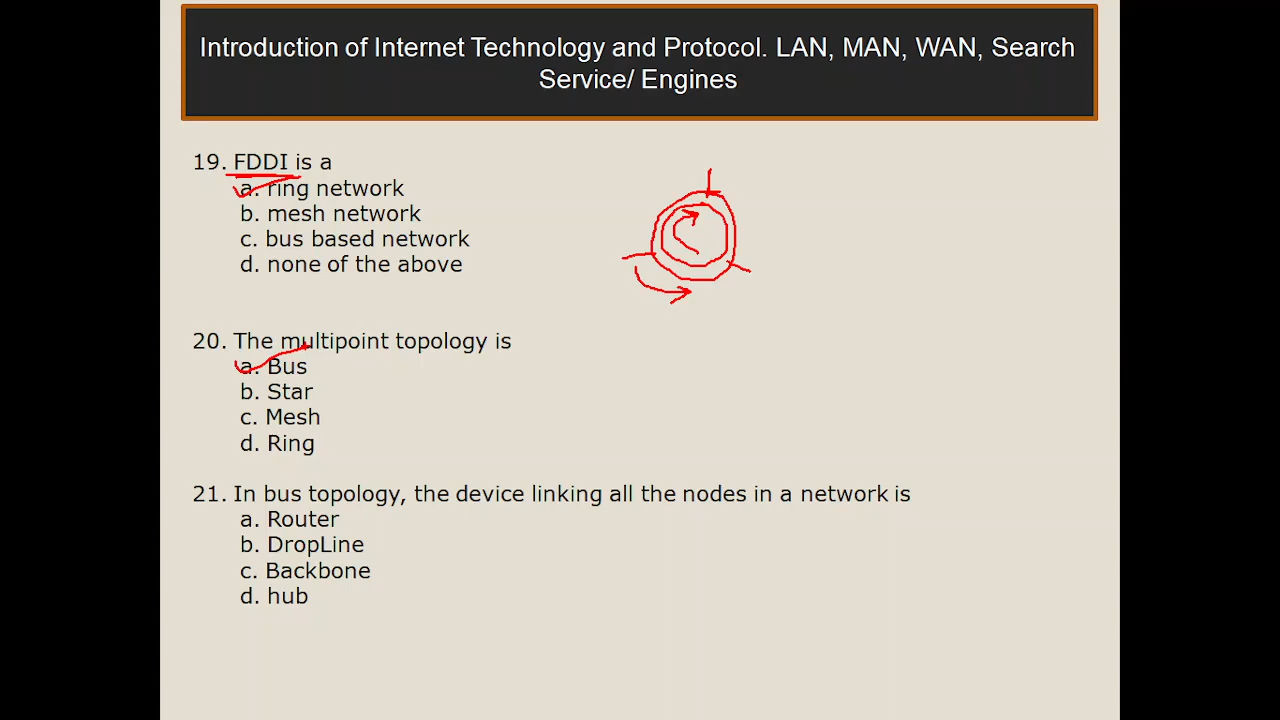 Introduction of Internet Technology and Protocol. LAN, MAN, WAN, Search
Service/ Engines
19. FDDI is a
a. ring network
b. mesh network
c. bus based network
d. none of the above
20. The multipoint topology is
a. Bus
b. Star
c. Mesh
d. Ring
21. In bus topology, the device linking all the nodes in a network is
a. Router
b. DropLine
c. Backbone
d. hub